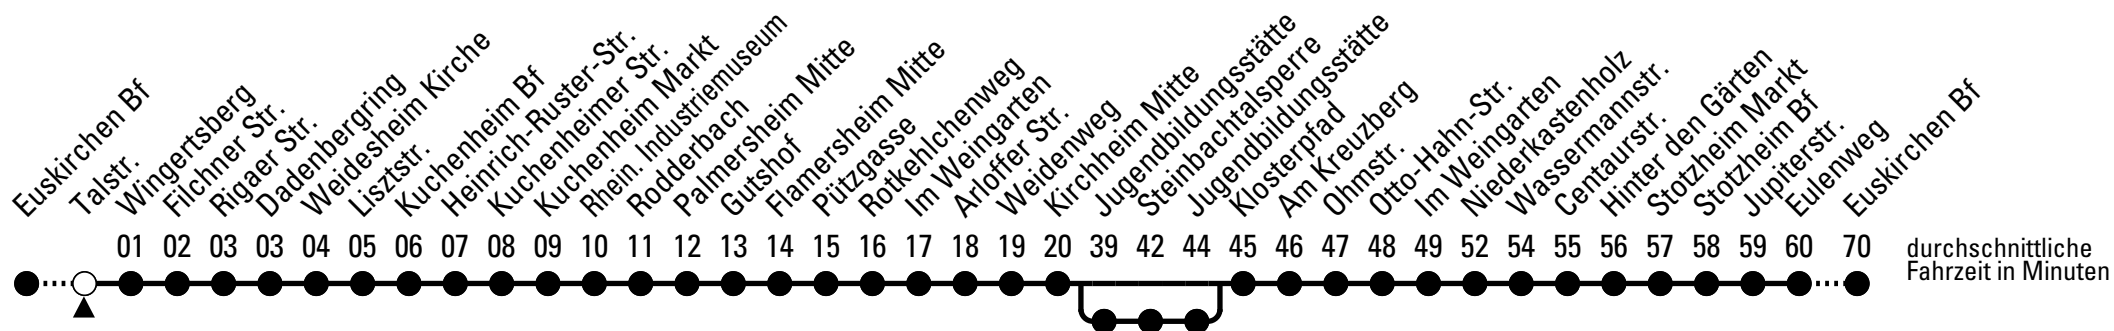 Euskirchen Bf
Talstr.
Wingertsberg
Filchner Str.
Rigaer Str.
Dadenbergring
Weidesheim Kirche
Lisztstr.
Kuchenheim Bf
Heinrich-Ruster-Str.
Kuchenheimer Str.
Kuchenheim Markt
Rhein. Industriemuseum
Rodderbach
Palmersheim Mitte
Gutshof
Flamersheim Mitte
Pützgasse
Rotkehlchenweg
Im Weingarten
Arloffer Str.
Weidenweg
Kirchheim Mitte
Jugendbildungsstätte
Steinbachtalsperre
Jugendbildungsstätte
Klosterpfad
Am Kreuzberg
Ohmstr.
Otto-Hahn-Str.
Im Weingarten
Niederkastenholz
Wassermannstr.
Centaurstr.
Hinter den Gärten
Stotzheim Markt
Stotzheim Bf
Jupiterstr.
Eulenweg
Euskirchen Bf
01 02 03 03 04 05 06 07 08 09 10 11 12 13 14 15 16 17 18 19 20 39 42 44 45 46 47 48 49 52 54 55 56 57 58 59 60 70
durchschnittliche
Fahrzeit in Minuten